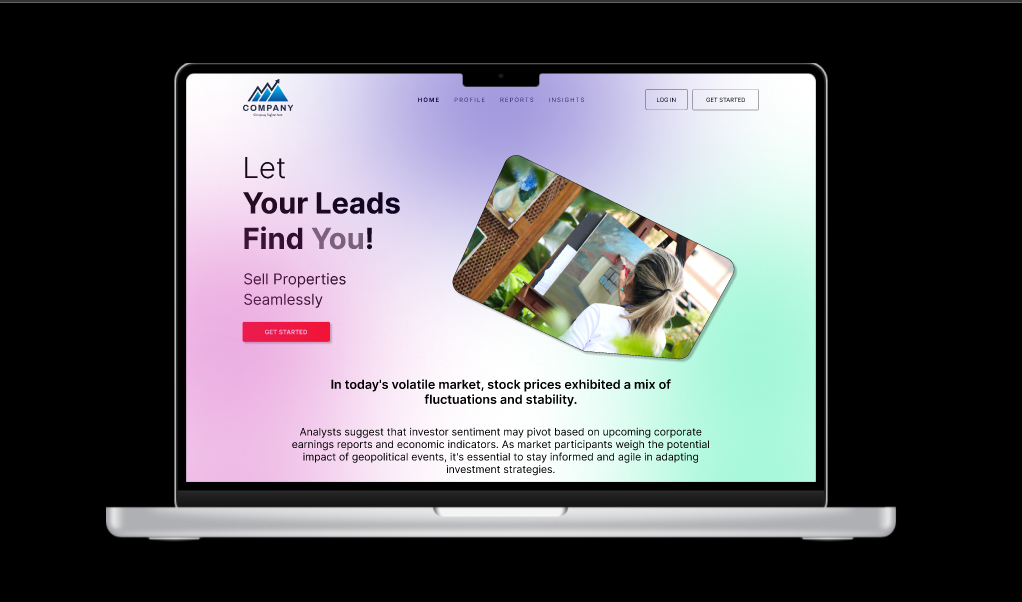 COMPANY
HOME PROFILE REPORTS INSIGHTS
LOG IN
GET STARTED
Let
Your Leads
Find You!
Sell Properties
Seamlessly
GET STARTED
In today's volatile market, stock prices exhibited a mix of
fluctuations and stability.
Analysts suggest that investor sentiment may pivot based on upcoming corporate
earnings reports and economic indicators. As market participants weigh the potential
impact of geopolitical events, it's essential to stay informed and agile in adapting
investment strategies.